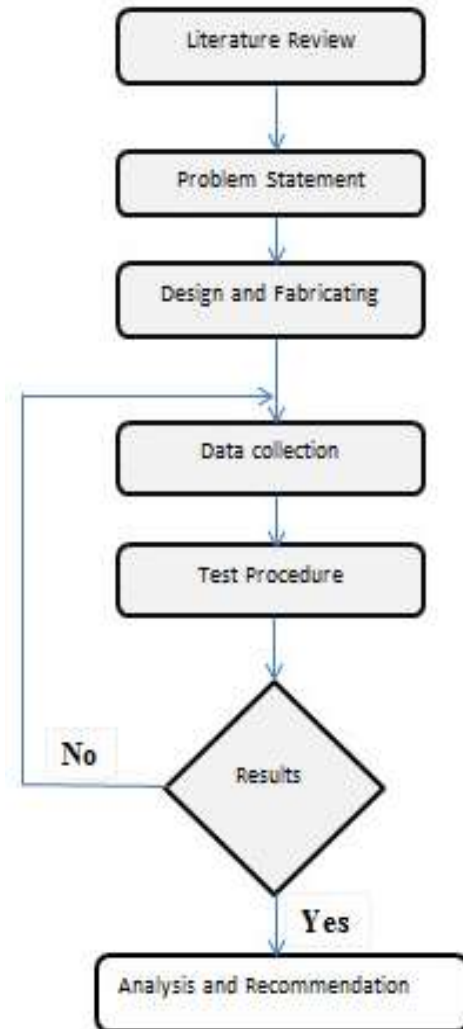 Literature Review
Problem Statement
Design and Fabricating
Data collection
Test Procedure
Results
No
Yes
Analysis and Recommendation